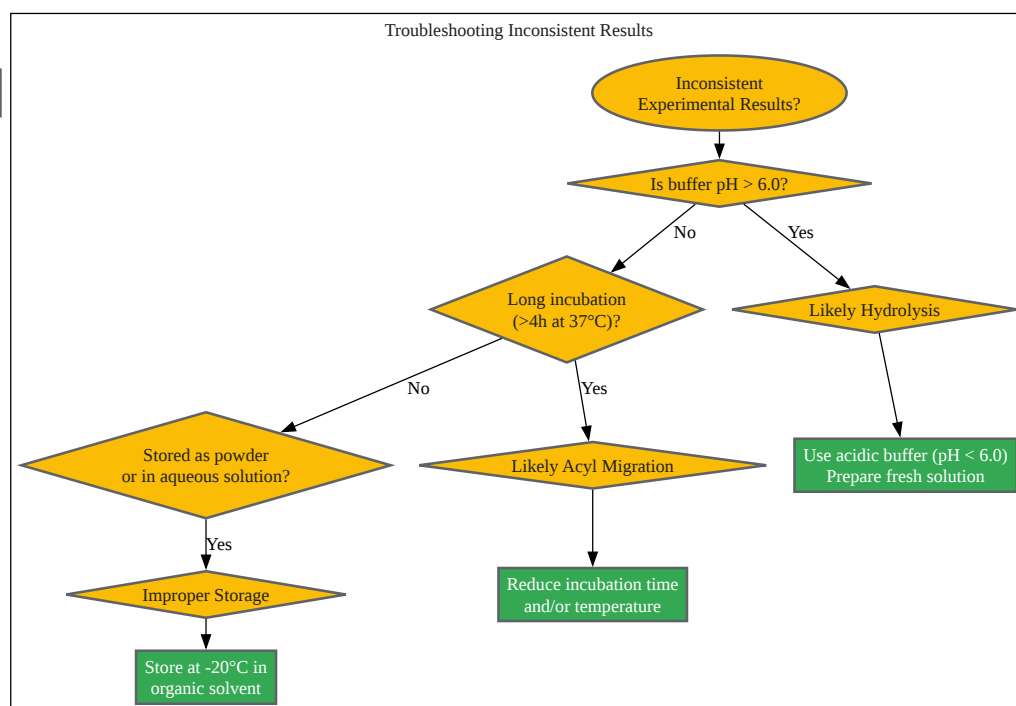 Troubleshooting Inconsistent Results
Inconsistent
Experimental Results?
Is buffer pH > 6.0?
No
Yes
Long incubation
(>4h at 37°C)?
Likely Hydrolysis
No
Yes
Stored as powder
or in aqueous solution?
Likely Acyl Migration
Use acidic buffer (pH < 6.0)
Prepare fresh solution
Yes
Improper Storage
Reduce incubation time
and/or temperature
Store at -20°C in
organic solvent